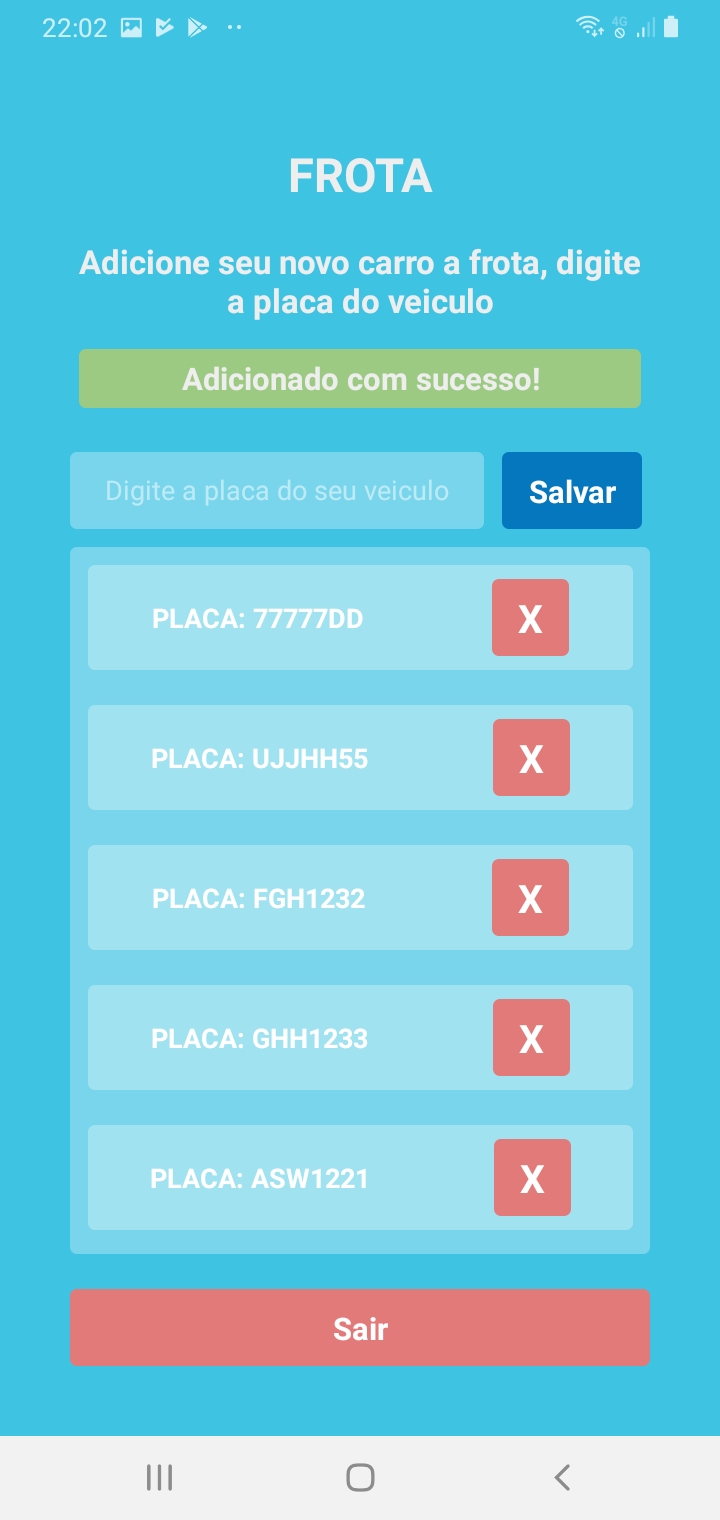 22:02
4G
FROTA
Adicione seu novo carro a frota, digite
a placa do veiculo
Adicionado com sucesso!
Digite a placa do seu veiculo
Salvar
PLACA: 77777DD
X
PLACA: UJJHH55
X
PLACA: FGH1232
X
PLACA: GHH1233
X
PLACA: ASW1221
X
Sair